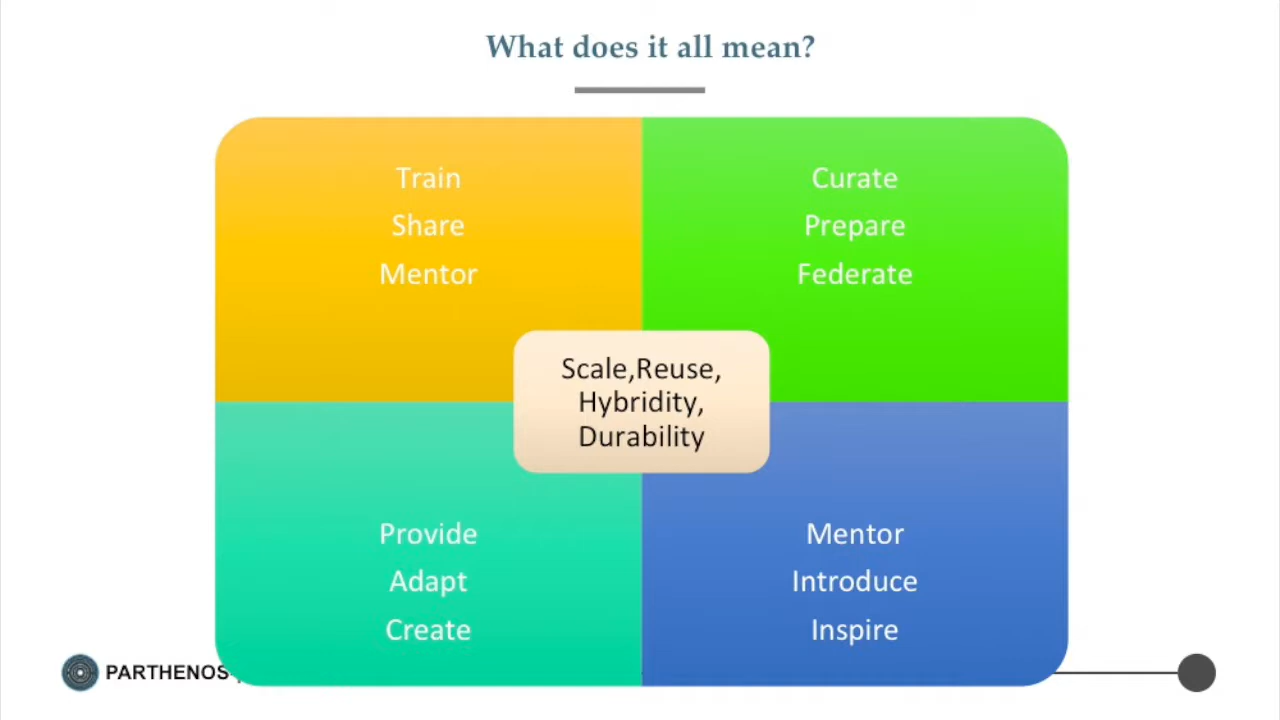 What does it all mean?
Train
Share
Mentor
Curate
Prepare
Federate
Scale,Reuse,
Hybridity,
Durability
Provide
Adapt
Create
Mentor
Introduce
Inspire
PARTHENOS